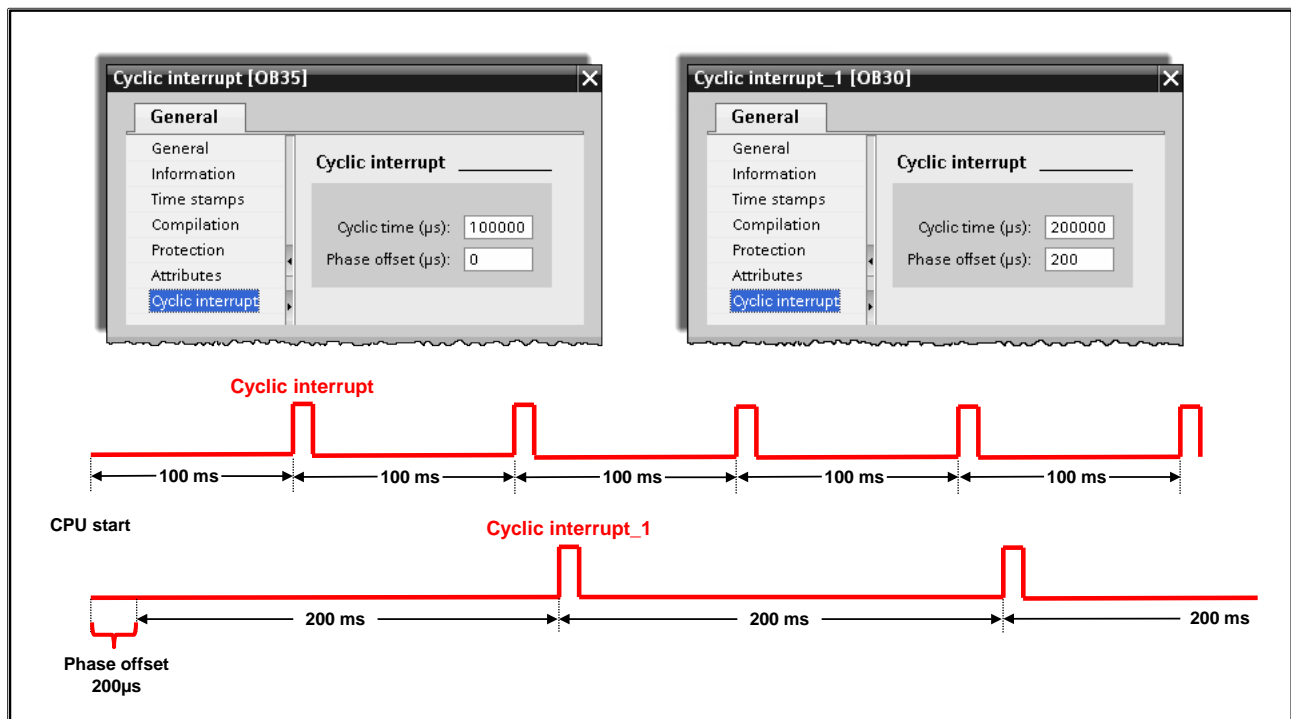 Cyclic interrupt [OB35]
General
General
Information
Time stamps
Compilation
Protection
Attributes
Cyclic interrupt
Cyclic interrupt
Cyclic time (µs): 100000
Phase offset (µs): 0
Cyclic interrupt_1 [OB30]
General
General
Information
Time stamps
Compilation
Protection
Attributes
Cyclic interrupt
Cyclic interrupt
Cyclic time (µs): 200000
Phase offset (µs): 200
Cyclic interrupt
100 ms 100 ms 100 ms 100 ms 100 ms
CPU start
Cyclic interrupt_1
200 ms 200 ms 200 ms
Phase offset
200µs